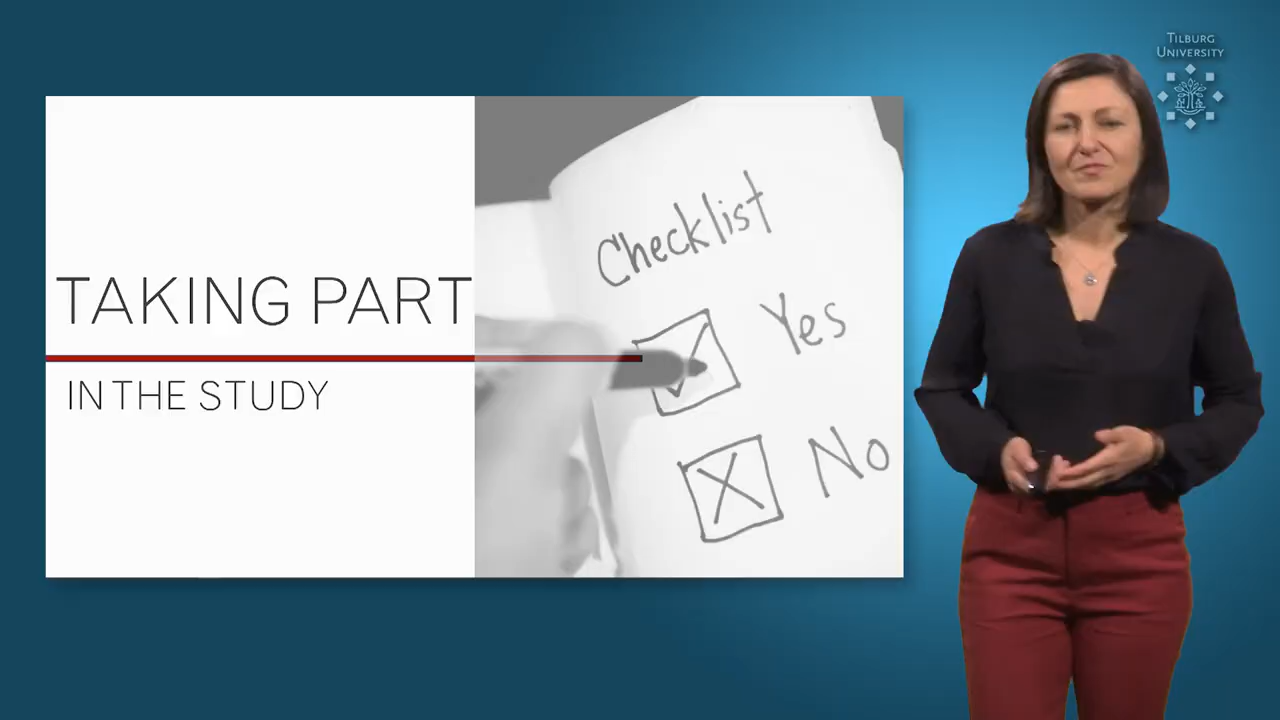 TILBURG
UNIVERSITY
TAKING PART
IN THE STUDY
Checklist
Yes
No